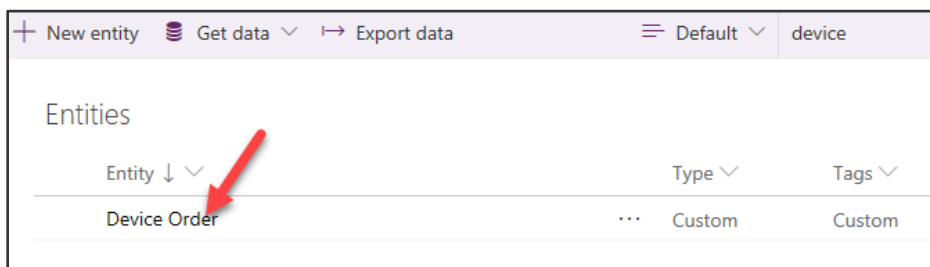 New entity Get data Export data Default device
Entities
Entity Type Tags
Device Order ... Custom Custom